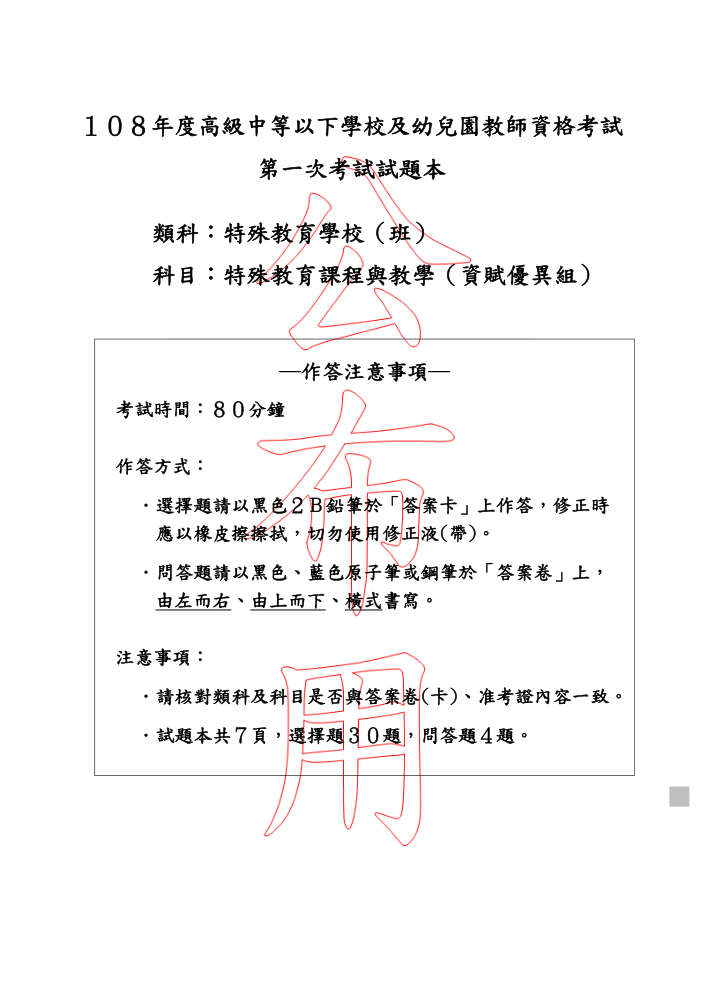 １０８年度高級中等以下學校及幼兒園教師資格考試
第一次考試試題本
類科：特殊教育學校（班）
科目：特殊教育課程與教學（資賦優異組）
—作答注意事項—
考試時間：８０分鐘
作答方式：
‧選擇題請以黑色２Ｂ鉛筆於「答案卡」上作答，修正時
應以橡皮擦擦拭，切勿使用修正液(帶)。
‧問答題請以黑色、藍色原子筆或鋼筆於「答案卷」上，
由左而右、由上而下、橫式書寫。
注意事項：
‧請核對類科及科目是否與答案卷(卡)、准考證內容一致。
‧試題本共７頁，選擇題３０題，問答題４題。
公布用